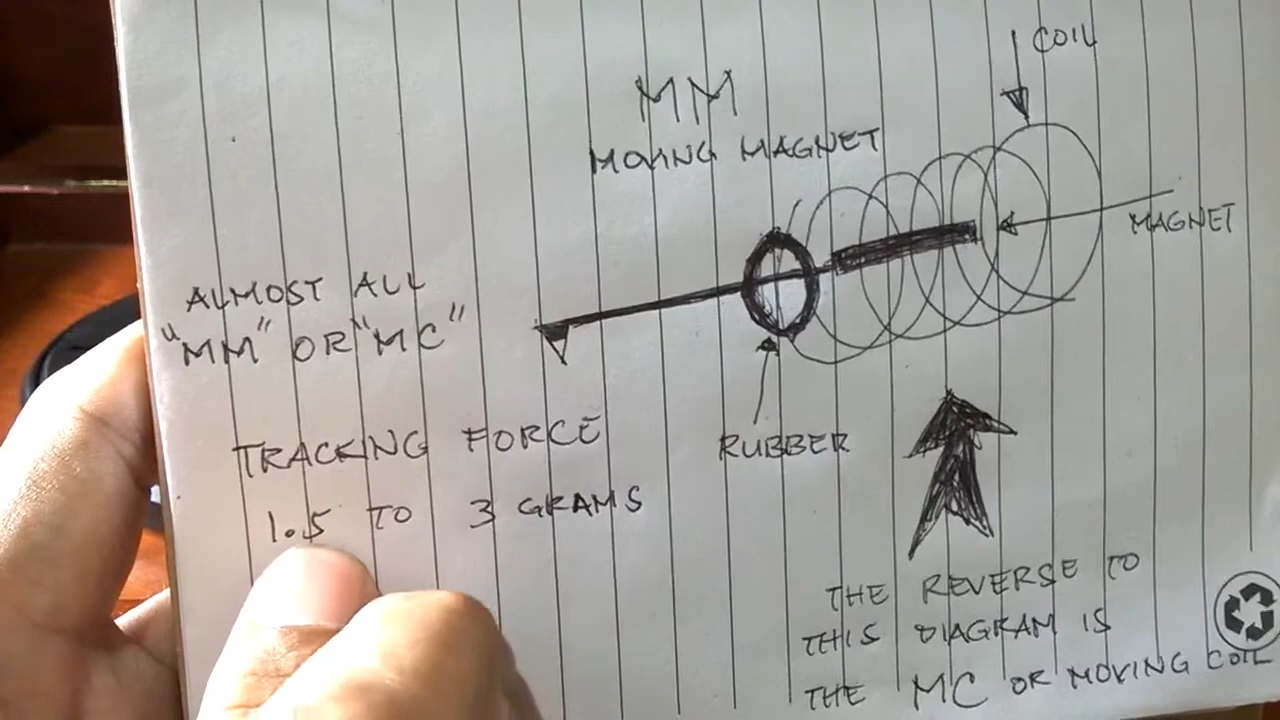 COIL
MM
MOVING MAGNET
MAGNET
ALMOST ALL
"MM" OR "MC"
TRACKING FORCE
1.5 TO 3 GRAMS
RUBBER
THE REVERSE TO
THIS DIAGRAM IS
THE MC OR MOVING COIL